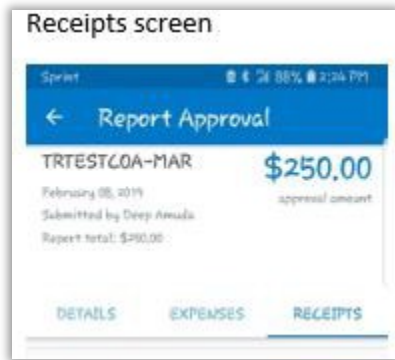 Receipts screen
Sprint 88% 2:24 PM
← Report Approval
TRTESTCOA-MAR $250.00
February 08, 2019 approval amount
Submitted by Deep Amuda
Report total: $250.00
DETAILS EXPENSES RECEIPTS